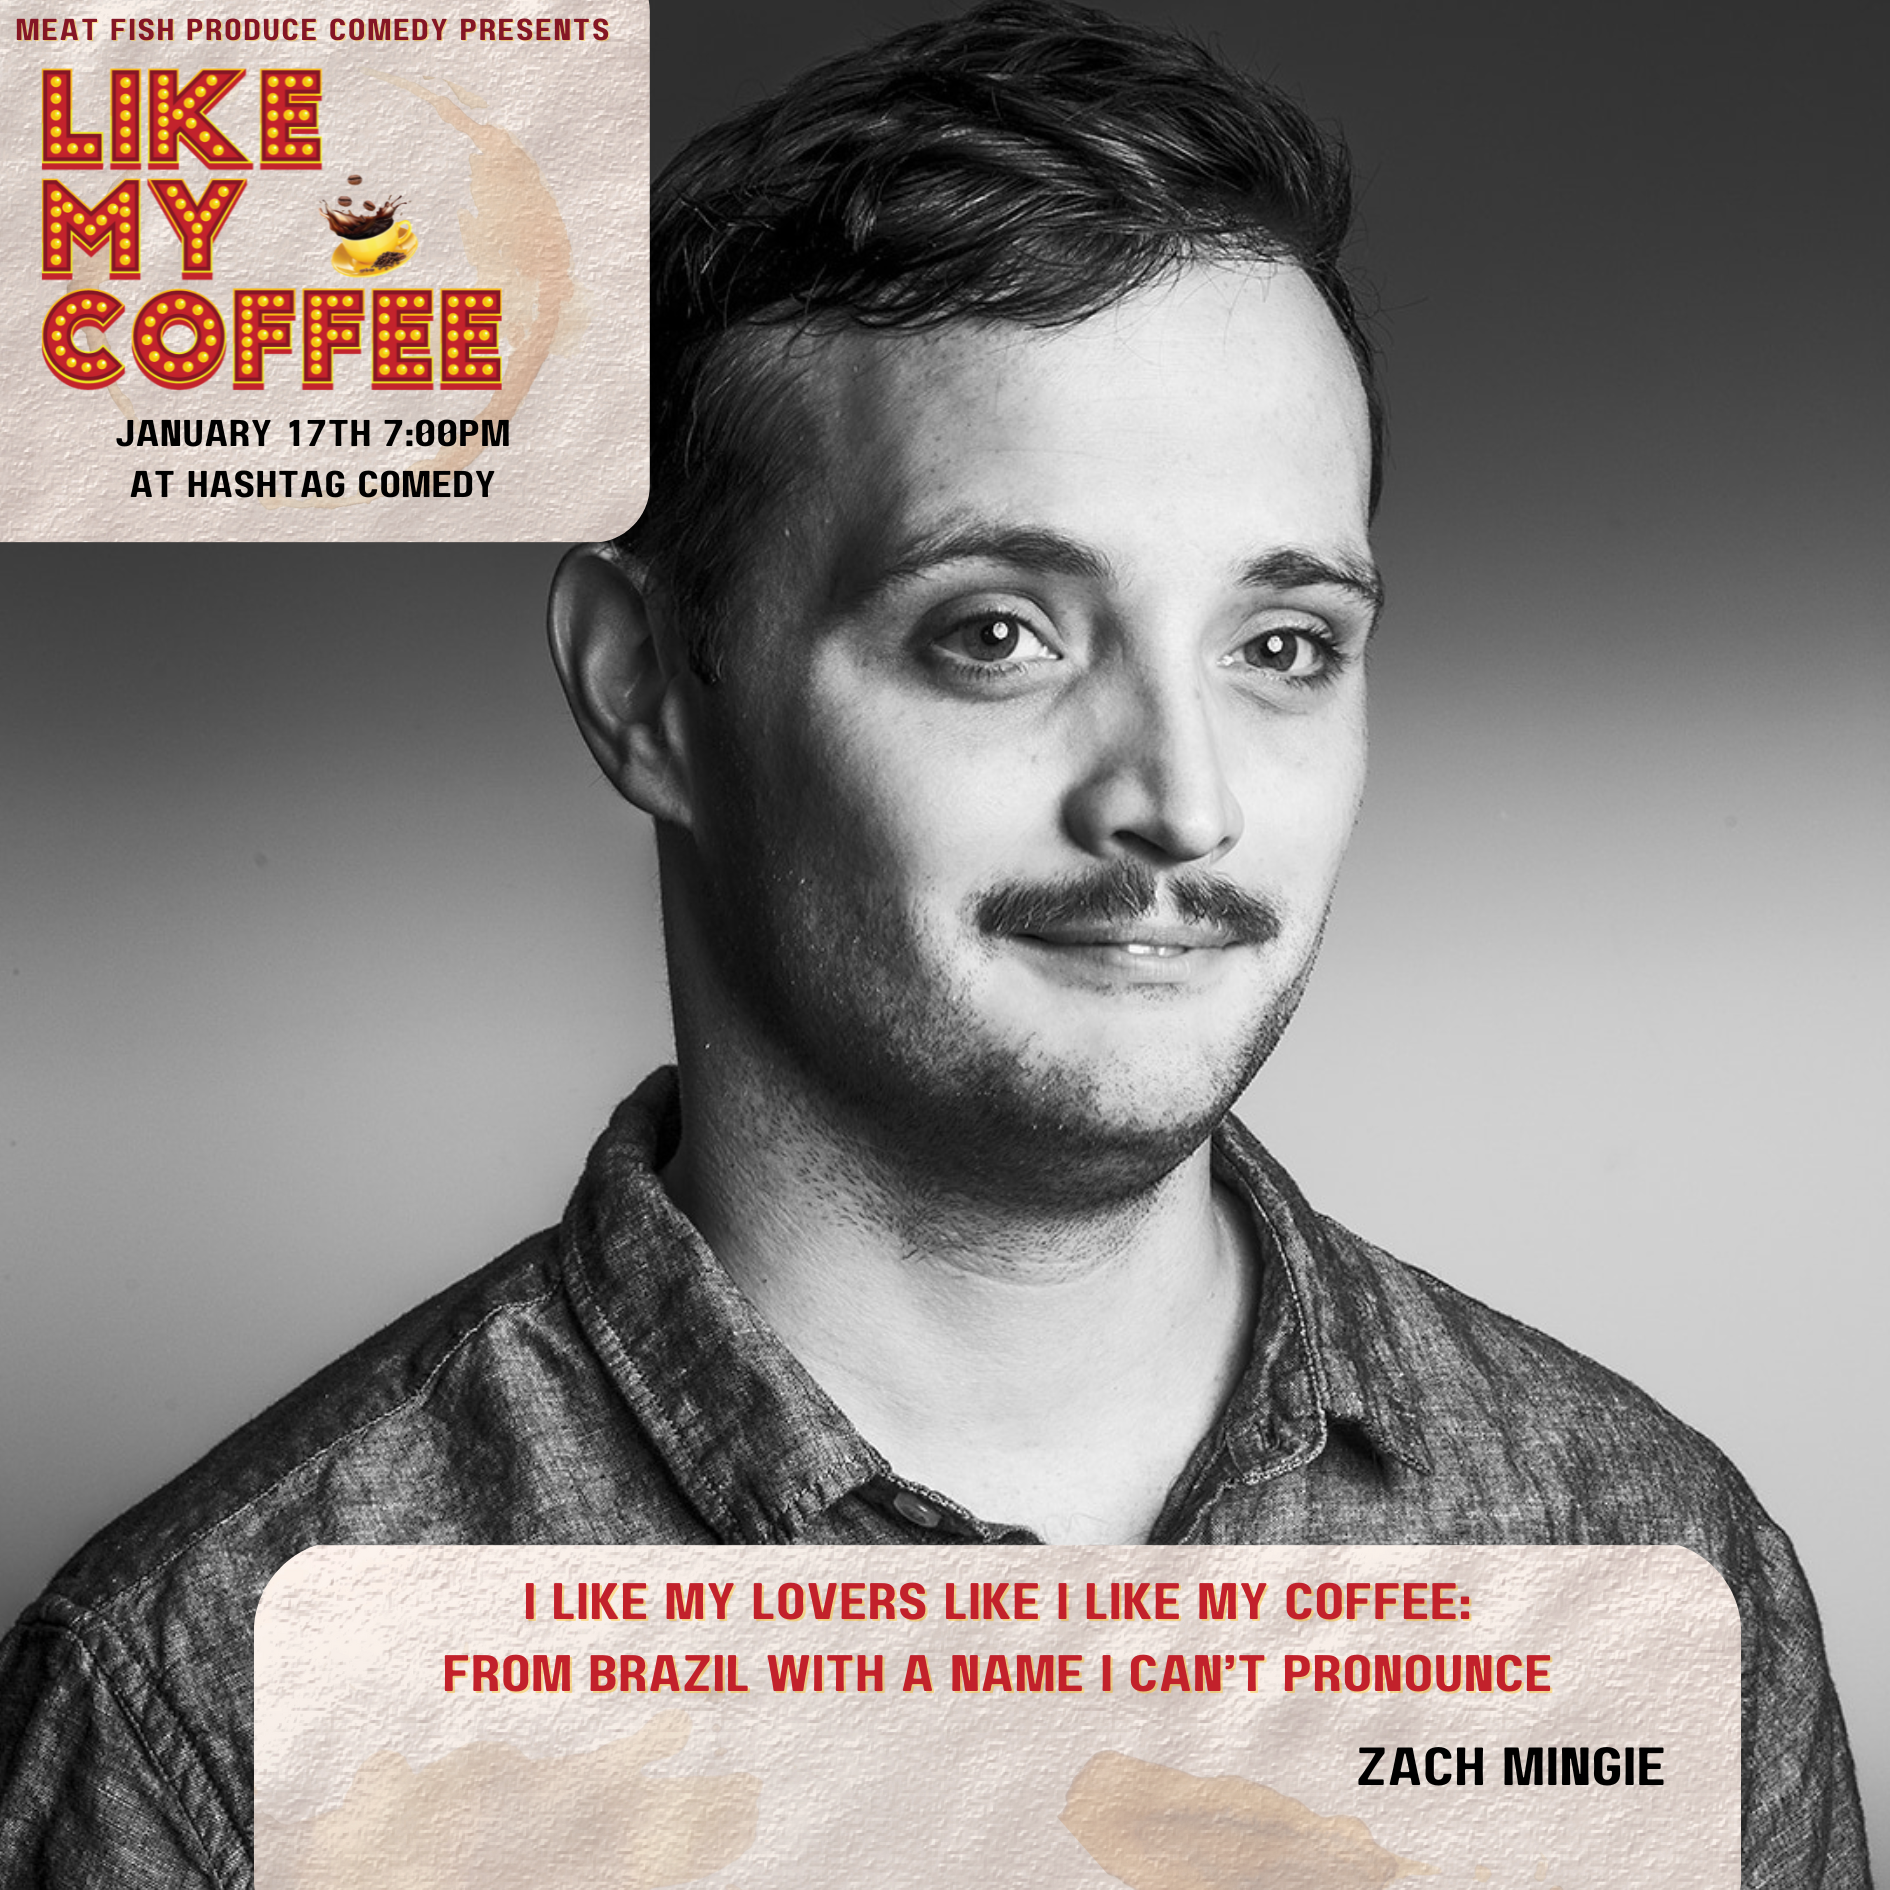 MEAT FISH PRODUCE COMEDY PRESENTS
LIKE
MY
COFFEE
JANUARY 17TH 7:00PM
AT HASHTAG COMEDY
I LIKE MY LOVERS LIKE I LIKE MY COFFEE:
FROM BRAZIL WITH A NAME I CAN’T PRONOUNCE
ZACH MINGIE